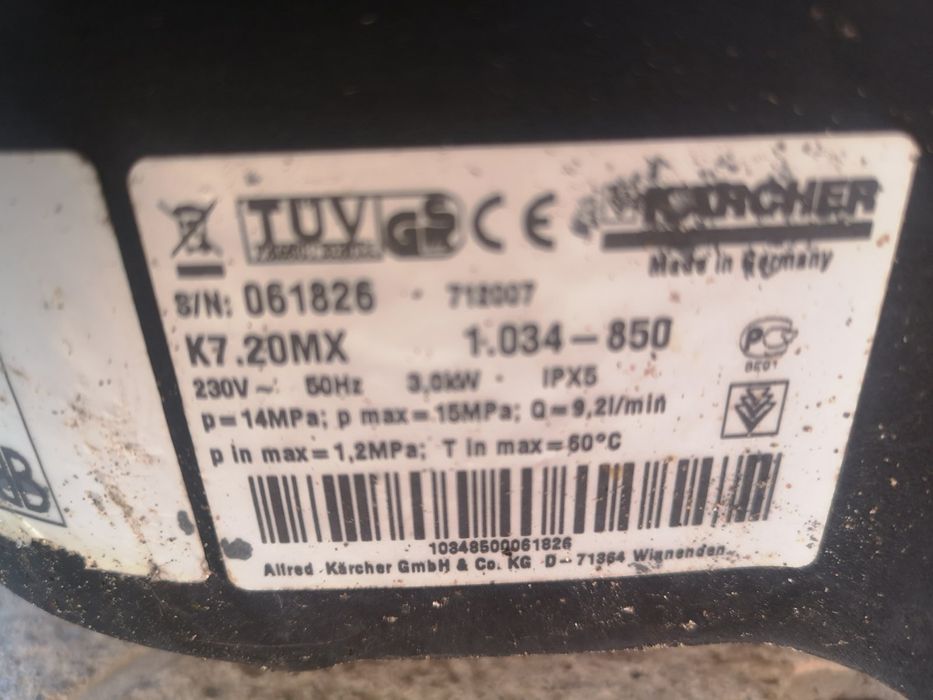 TÜV GS CE KÄRCHER
Made in Germany
S/N: 061826 712007
K7.20MX 1.034-850
230V~ 50Hz 3,0kW IPX5
p=14MPa; p max=15MPa; Q=9,2l/min
p in max=1,2MPa; T in max=60°C
10348500061826
Alfred Kärcher GmbH & Co. KG D-71364 Winnenden